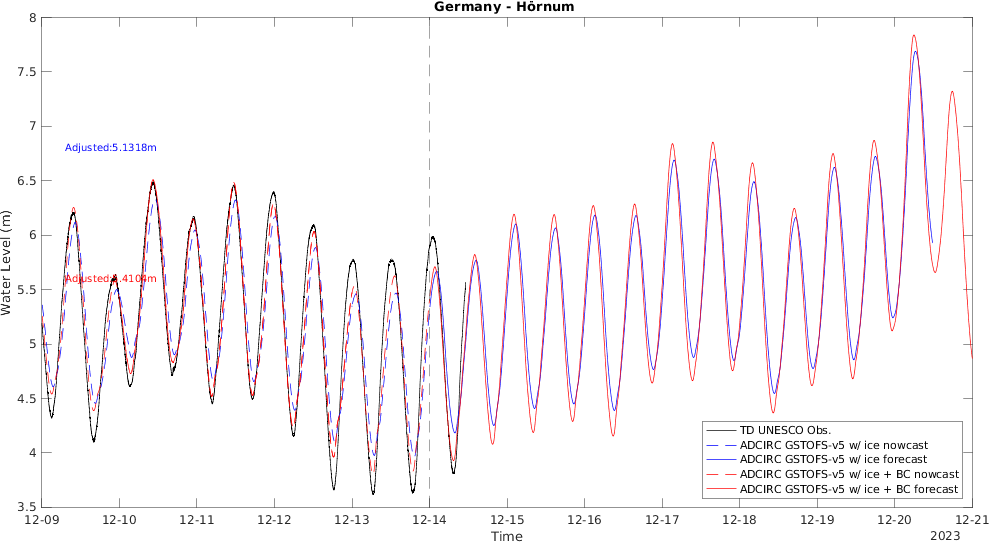 Germany - Hörnum
8
7.5
7
6.5
6
5.5
5
4.5
4
3.5
Water Level (m)
Adjusted:5.1318m
12-09
12-10
12-11
12-12
12-13
12-14
12-15
12-16
12-17
12-18
12-19
12-20
12-21
Time
2023
TD UNESCO Obs.
ADCIRC GSTOFS-v5 w/ ice nowcast
ADCIRC GSTOFS-v5 w/ ice forecast
ADCIRC GSTOFS-v5 w/ ice + BC nowcast
ADCIRC GSTOFS-v5 w/ ice + BC forecast